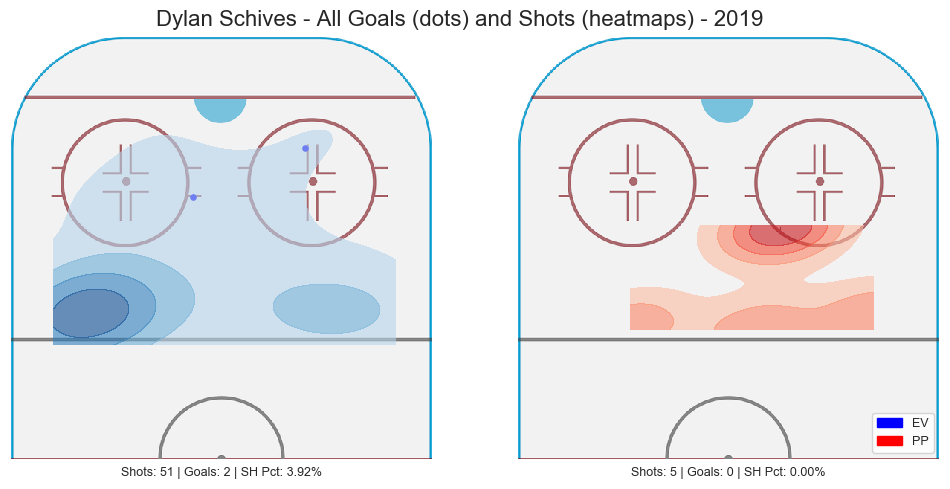 Dylan Schives - All Goals (dots) and Shots (heatmaps) - 2019
EV
PP
Shots: 51 | Goals: 2 | SH Pct: 3.92%
Shots: 5 | Goals: 0 | SH Pct: 0.00%